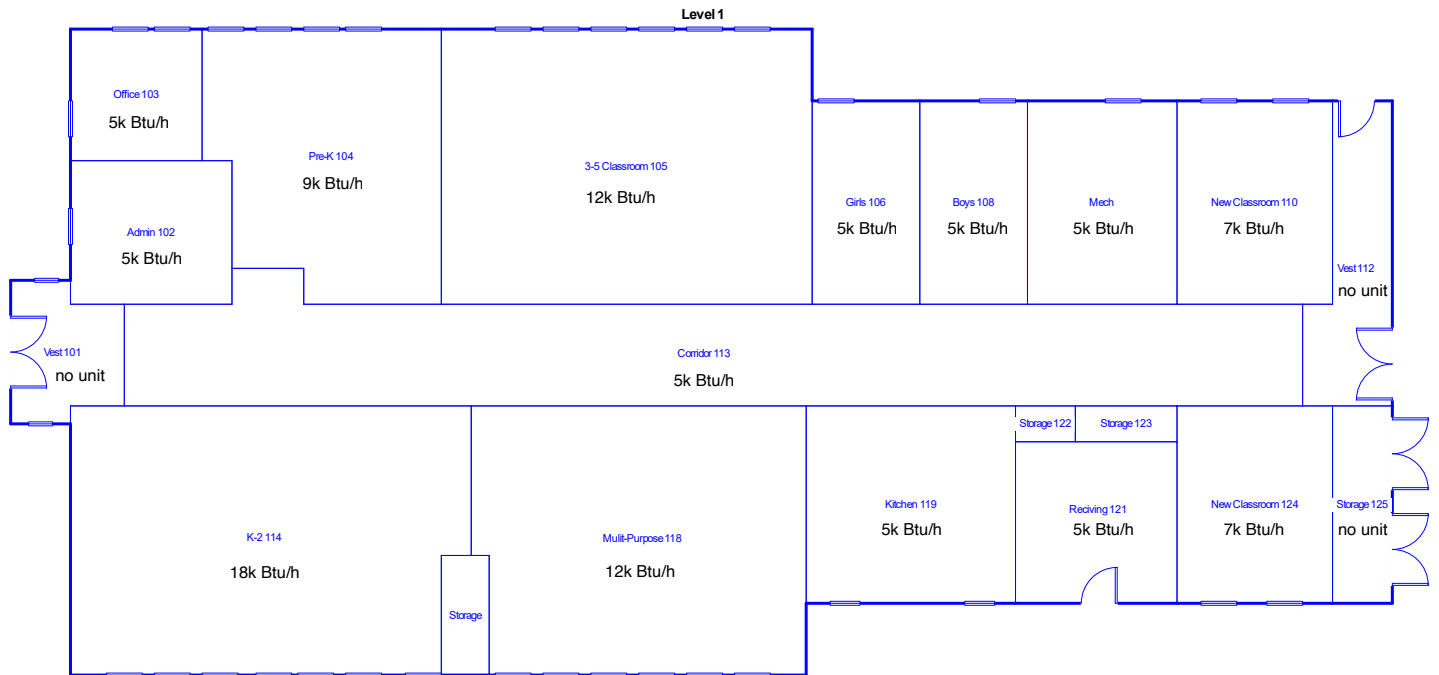 Level 1
Office 103
5k Btu/h
Pre-K 104
9k Btu/h
3-5 Classroom 105
12k Btu/h
Admin 102
5k Btu/h
Girls 106
5k Btu/h
Boys 108
5k Btu/h
Mech
5k Btu/h
New Classroom 110
7k Btu/h
Vest 112
no unit
Vest 101
no unit
Corridor 113
5k Btu/h
Storage 122
Storage 123
K-2 114
18k Btu/h
Storage
Mulit-Purpose 118
12k Btu/h
Kitchen 119
5k Btu/h
Reciving 121
5k Btu/h
New Classroom 124
7k Btu/h
Storage 125
no unit